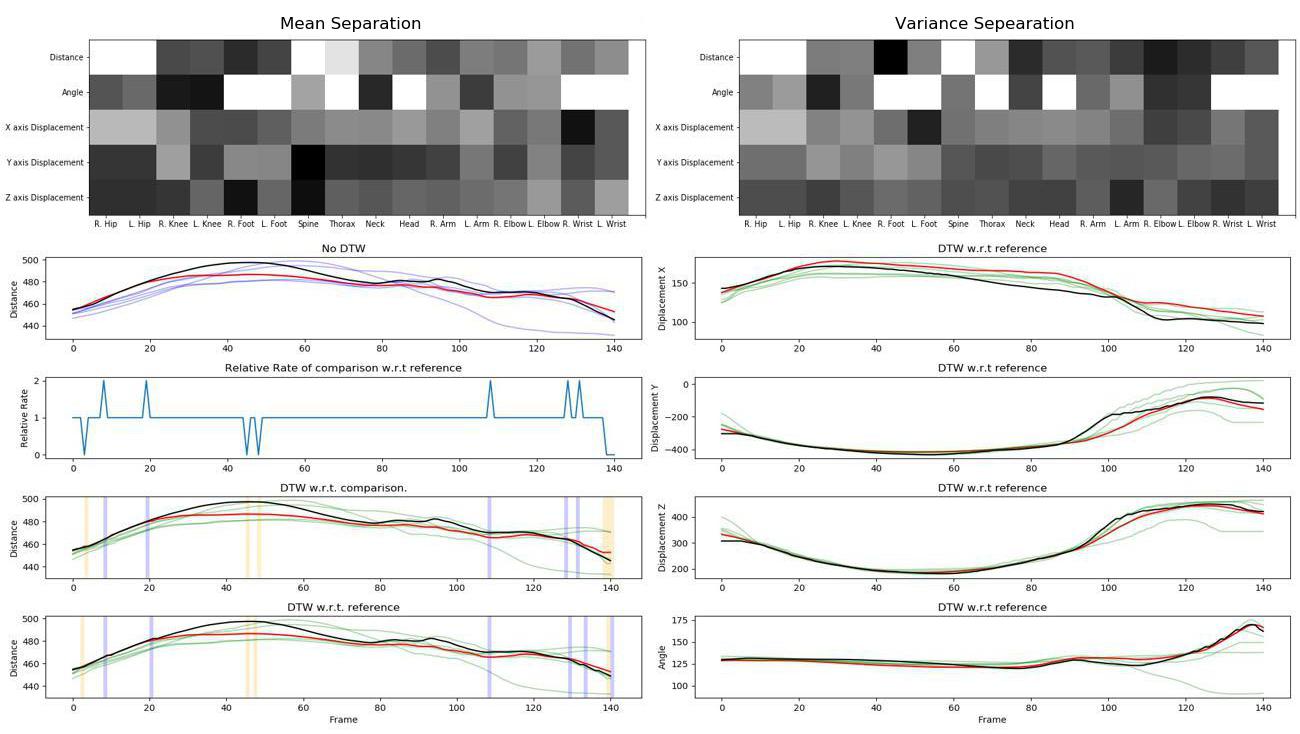 Mean Separation
Variance Sepearation
Distance
Angle
X axis Displacement
Y axis Displacement
Z axis Displacement
R. Hip L. Hip R. Knee L. Knee R. Foot L. Foot Spine Thorax Neck Head R. Arm L. Arm R. Elbow L. Elbow R. Wrist L. Wrist
Distance
Angle
X axis Displacement
Y axis Displacement
Z axis Displacement
R. Hip L. Hip R. Knee L. Knee R. Foot L. Foot Spine Thorax Neck Head R. Arm L. Arm R. Elbow L. Elbow R. Wrist L. Wrist
No DTW
Distance
500
480
460
440
0 20 40 60 80 100 120 140
DTW w.r.t reference
Diplacement X
150
100
0 20 40 60 80 100 120 140
Relative Rate of comparison w.r.t reference
Relative Rate
2
1
0
0 20 40 60 80 100 120 140
DTW w.r.t reference
Displacement Y
0
−200
−400
0 20 40 60 80 100 120 140
DTW w.r.t. comparison.
Distance
500
480
460
440
0 20 40 60 80 100 120 140
DTW w.r.t reference
Displacement Z
400
300
200
0 20 40 60 80 100 120 140
DTW w.r.t. reference
Distance
500
480
460
440
0 20 40 60 80 100 120 140
Frame
DTW w.r.t reference
Angle
175
150
125
100
0 20 40 60 80 100 120 140
Frame